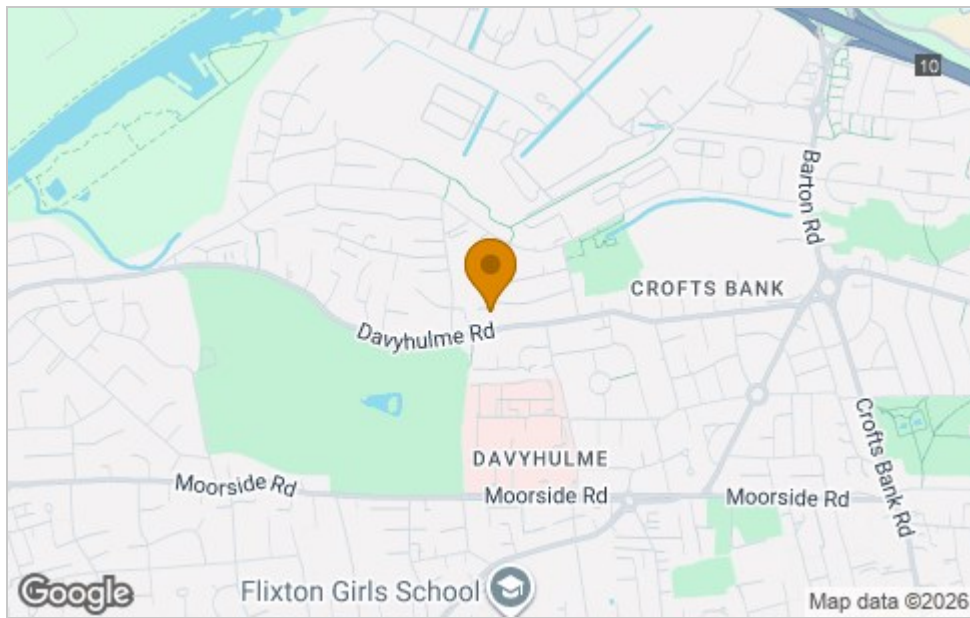 10
Barton Rd
CROFTS BANK
Davyhulme Rd
Crofts Bank Rd
DAVYHULME
Moorside Rd
Moorside Rd
Moorside Rd
Flixton Girls School
Google
Map data ©2026